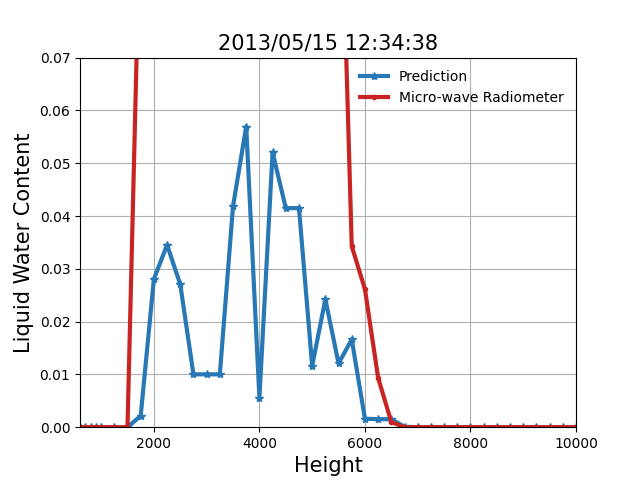 2013/05/15 12:34:38
Prediction
Micro-wave Radiometer
Liquid Water Content
0.07
0.06
0.05
0.04
0.03
0.02
0.01
0.00
2000 4000 6000 8000 10000
Height